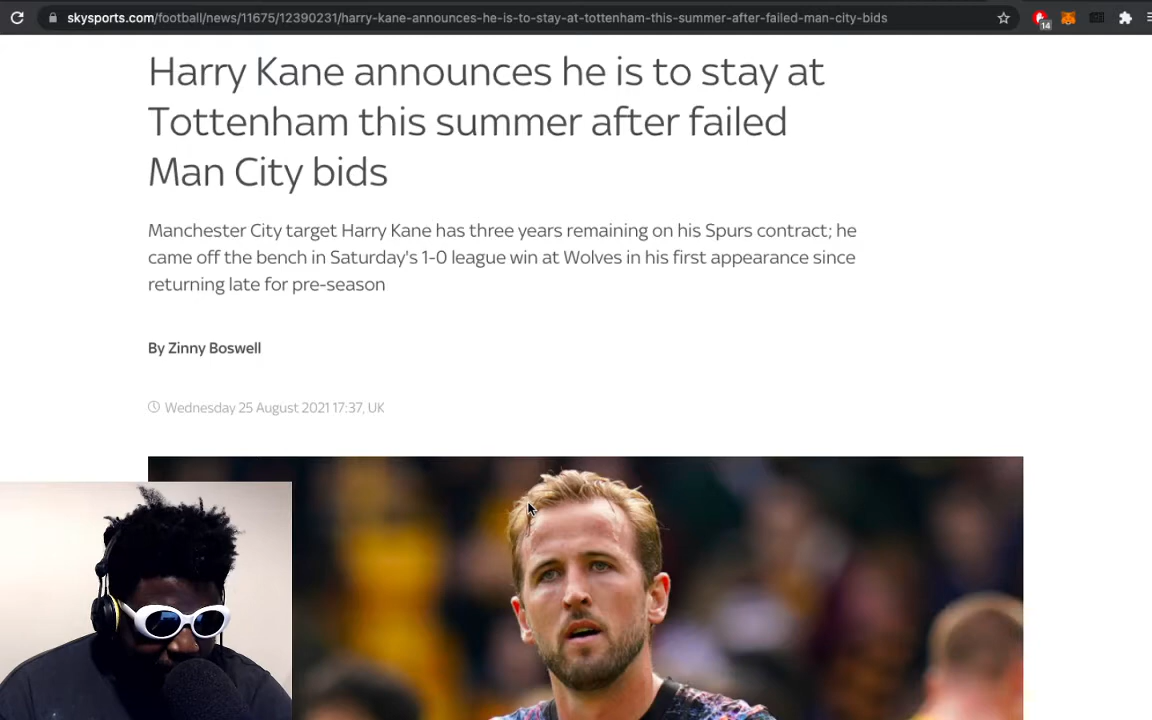 skysports.com/football/news/11675/12390231/harry-kane-announces-he-is-to-stay-at-tottenham-this-summer-after-failed-man-city-bids
14
Harry Kane announces he is to stay at
Tottenham this summer after failed
Man City bids
Manchester City target Harry Kane has three years remaining on his Spurs contract; he
came off the bench in Saturday's 1-0 league win at Wolves in his first appearance since
returning late for pre-season
By Zinny Boswell
Wednesday 25 August 2021 17:37, UK